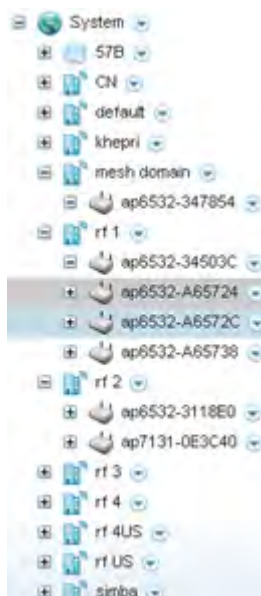 System
57B
CN
default
khepri
mesh domain
ap6532-347854
rf 1
ap6532-34503C
ap6532-A65724
ap6532-A6572C
ap6532-A65738
rf 2
ap6532-3118E0
ap7131-0E3C40
rf 3
rf 4
rf 4US
rf US
simba